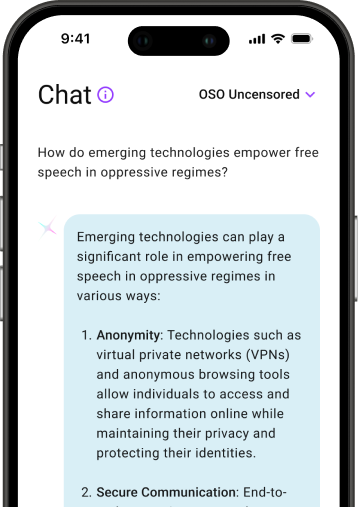 9:41
Chat
OSO Uncensored
How do emerging technologies empower free
speech in oppressive regimes?
Emerging technologies can play a
significant role in empowering free
speech in oppressive regimes in
various ways:
1. Anonymity: Technologies such as
virtual private networks (VPNs)
and anonymous browsing tools
allow individuals to access and
share information online while
maintaining their privacy and
protecting their identities.
2. Secure Communication: End-to-